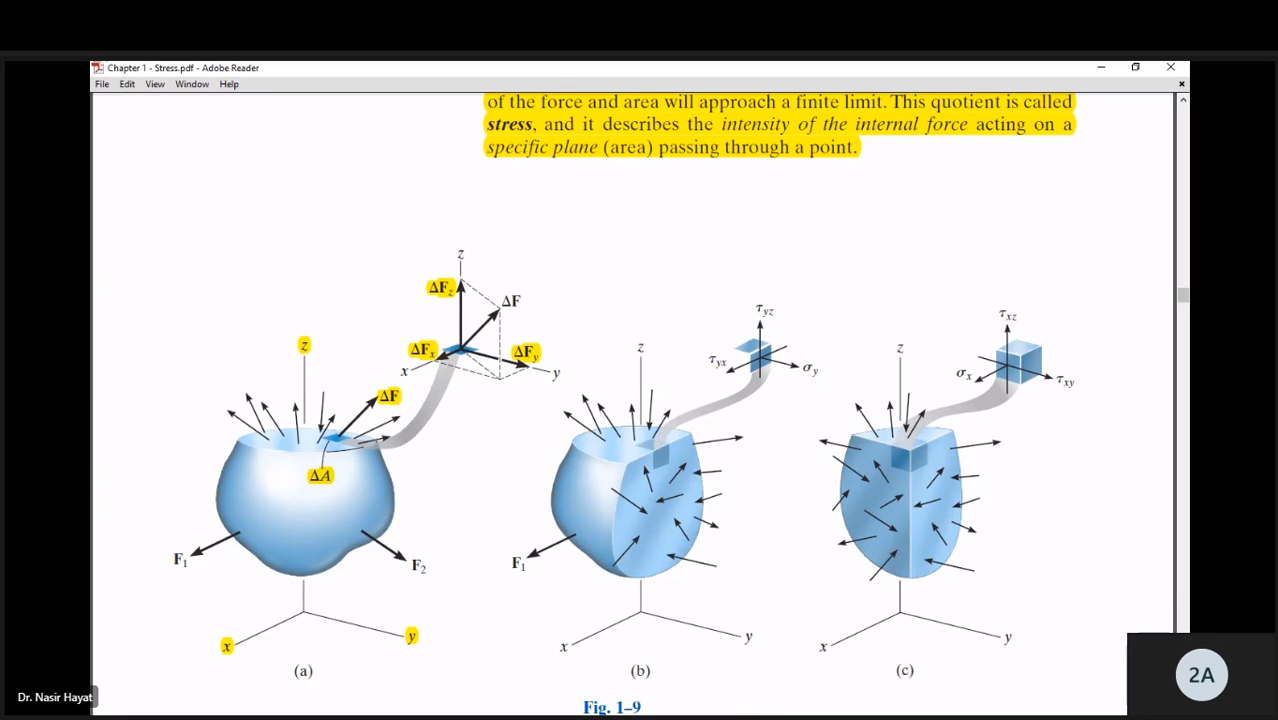 Chapter 1 - Stress.pdf - Adobe Reader
File Edit View Window Help
of the force and area will approach a finite limit. This quotient is called
stress, and it describes the intensity of the internal force acting on a
specific plane (area) passing through a point.
z
ΔF_z
ΔF
ΔF_x
ΔF_y
x
y
z
ΔF
ΔA
F₁
F₂
x
y
(a)
τ_yz
τ_yx
σ_y
z
F₁
x
y
(b)
τ_xz
σ_x
τ_xy
z
x
y
(c)
Fig. 1–9
Dr. Nasir Hayat
2A